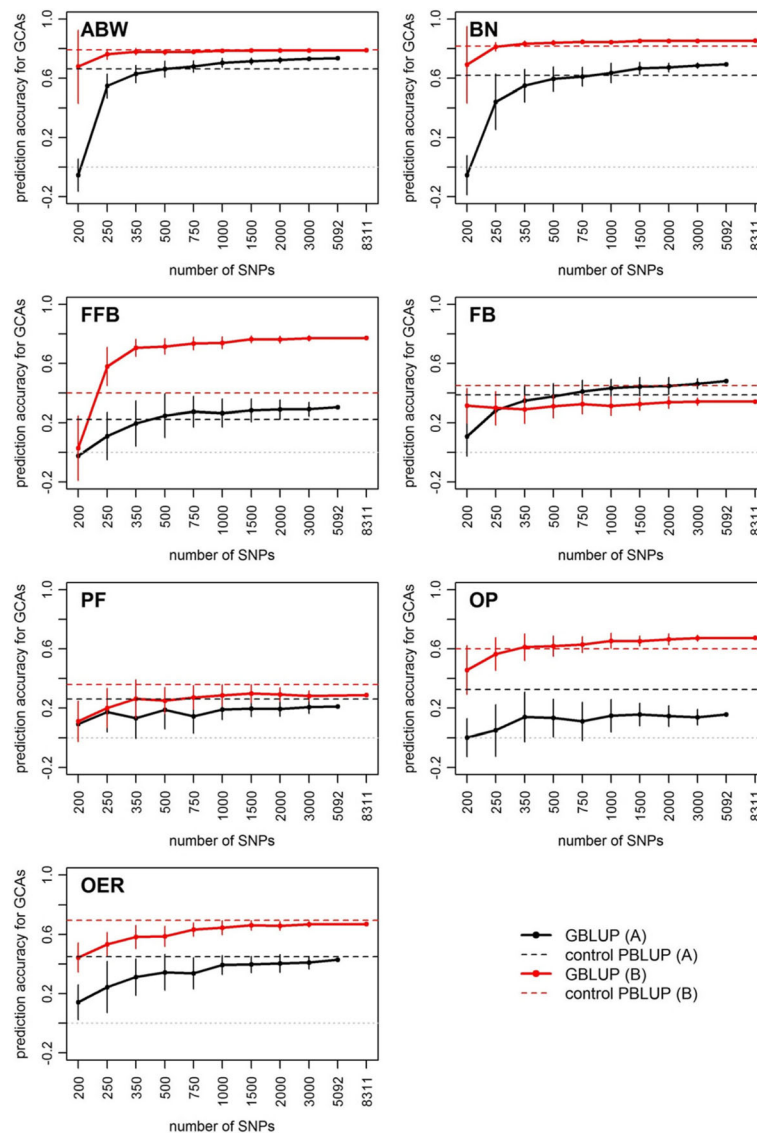 ABW
prediction accuracy for GCAs
-0.2 0.2 0.6 1.0
200 250 350 500 750 1000 1500 2000 3000 5092 8311
number of SNPs
BN
prediction accuracy for GCAs
-0.2 0.2 0.6 1.0
200 250 350 500 750 1000 1500 2000 3000 5092 8311
number of SNPs
FFB
prediction accuracy for GCAs
-0.2 0.2 0.6 1.0
200 250 350 500 750 1000 1500 2000 3000 5092 8311
number of SNPs
FB
prediction accuracy for GCAs
-0.2 0.2 0.6 1.0
200 250 350 500 750 1000 1500 2000 3000 5092 8311
number of SNPs
PF
prediction accuracy for GCAs
-0.2 0.2 0.6 1.0
200 250 350 500 750 1000 1500 2000 3000 5092 8311
number of SNPs
OP
prediction accuracy for GCAs
-0.2 0.2 0.6 1.0
200 250 350 500 750 1000 1500 2000 3000 5092 8311
number of SNPs
OER
prediction accuracy for GCAs
-0.2 0.2 0.6 1.0
200 250 350 500 750 1000 1500 2000 3000 5092 8311
number of SNPs
GBLUP (A)
control PBLUP (A)
GBLUP (B)
control PBLUP (B)